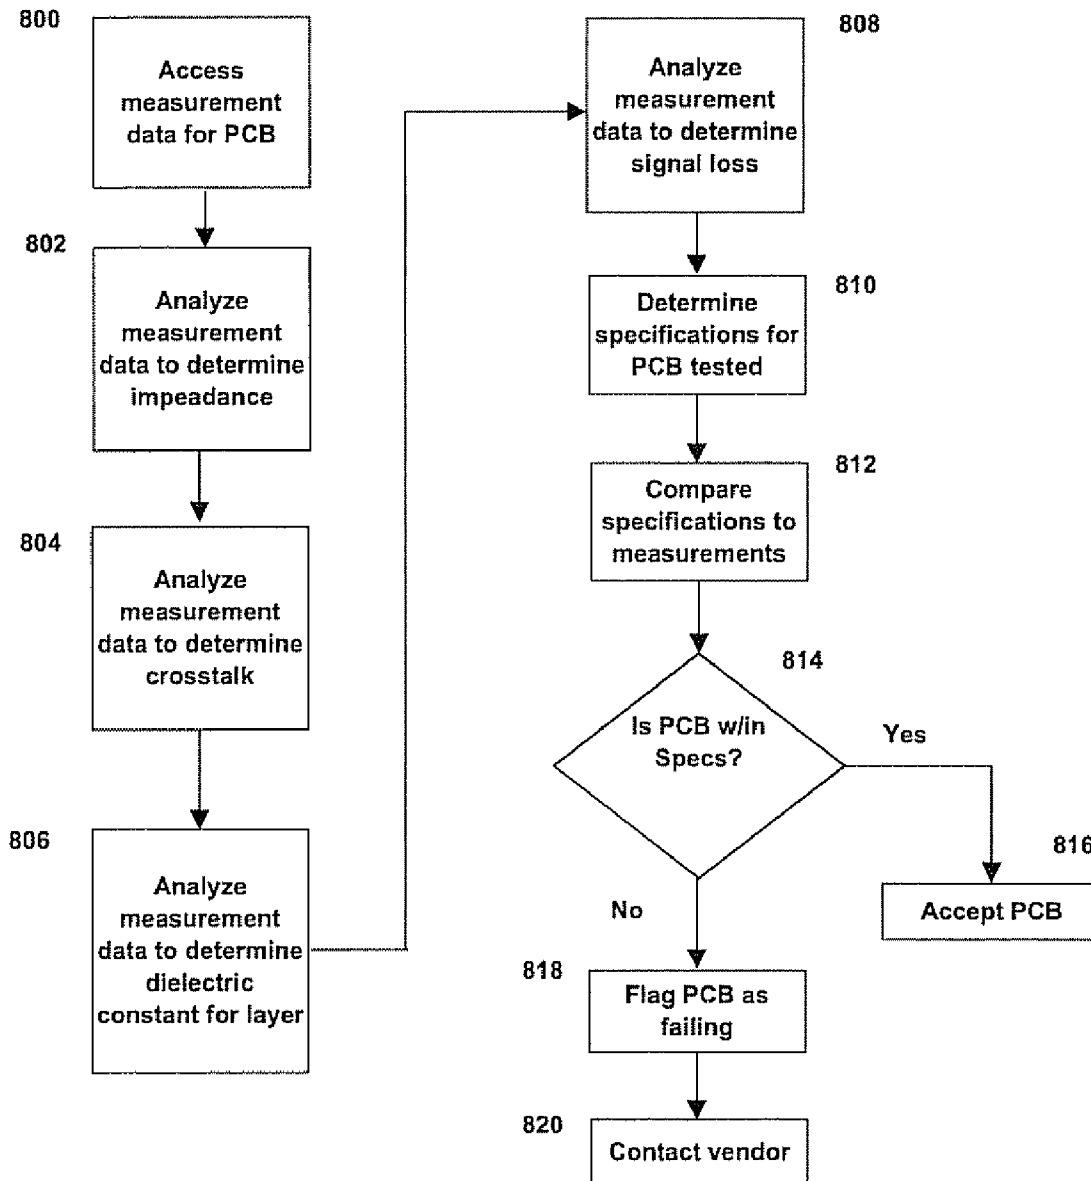 800
Access
measurement
data for PCB
802
Analyze
measurement
data to determine
impeadance
804
Analyze
measurement
data to determine
crosstalk
806
Analyze
measurement
data to determine
dielectric
constant for layer
808
Analyze
measurement
data to determine
signal loss
810
Determine
specifications for
PCB tested
812
Compare
specifications to
measurements
814
Is PCB w/in
Specs?
Yes
816
Accept PCB
No
818
Flag PCB as
failing
820
Contact vendor